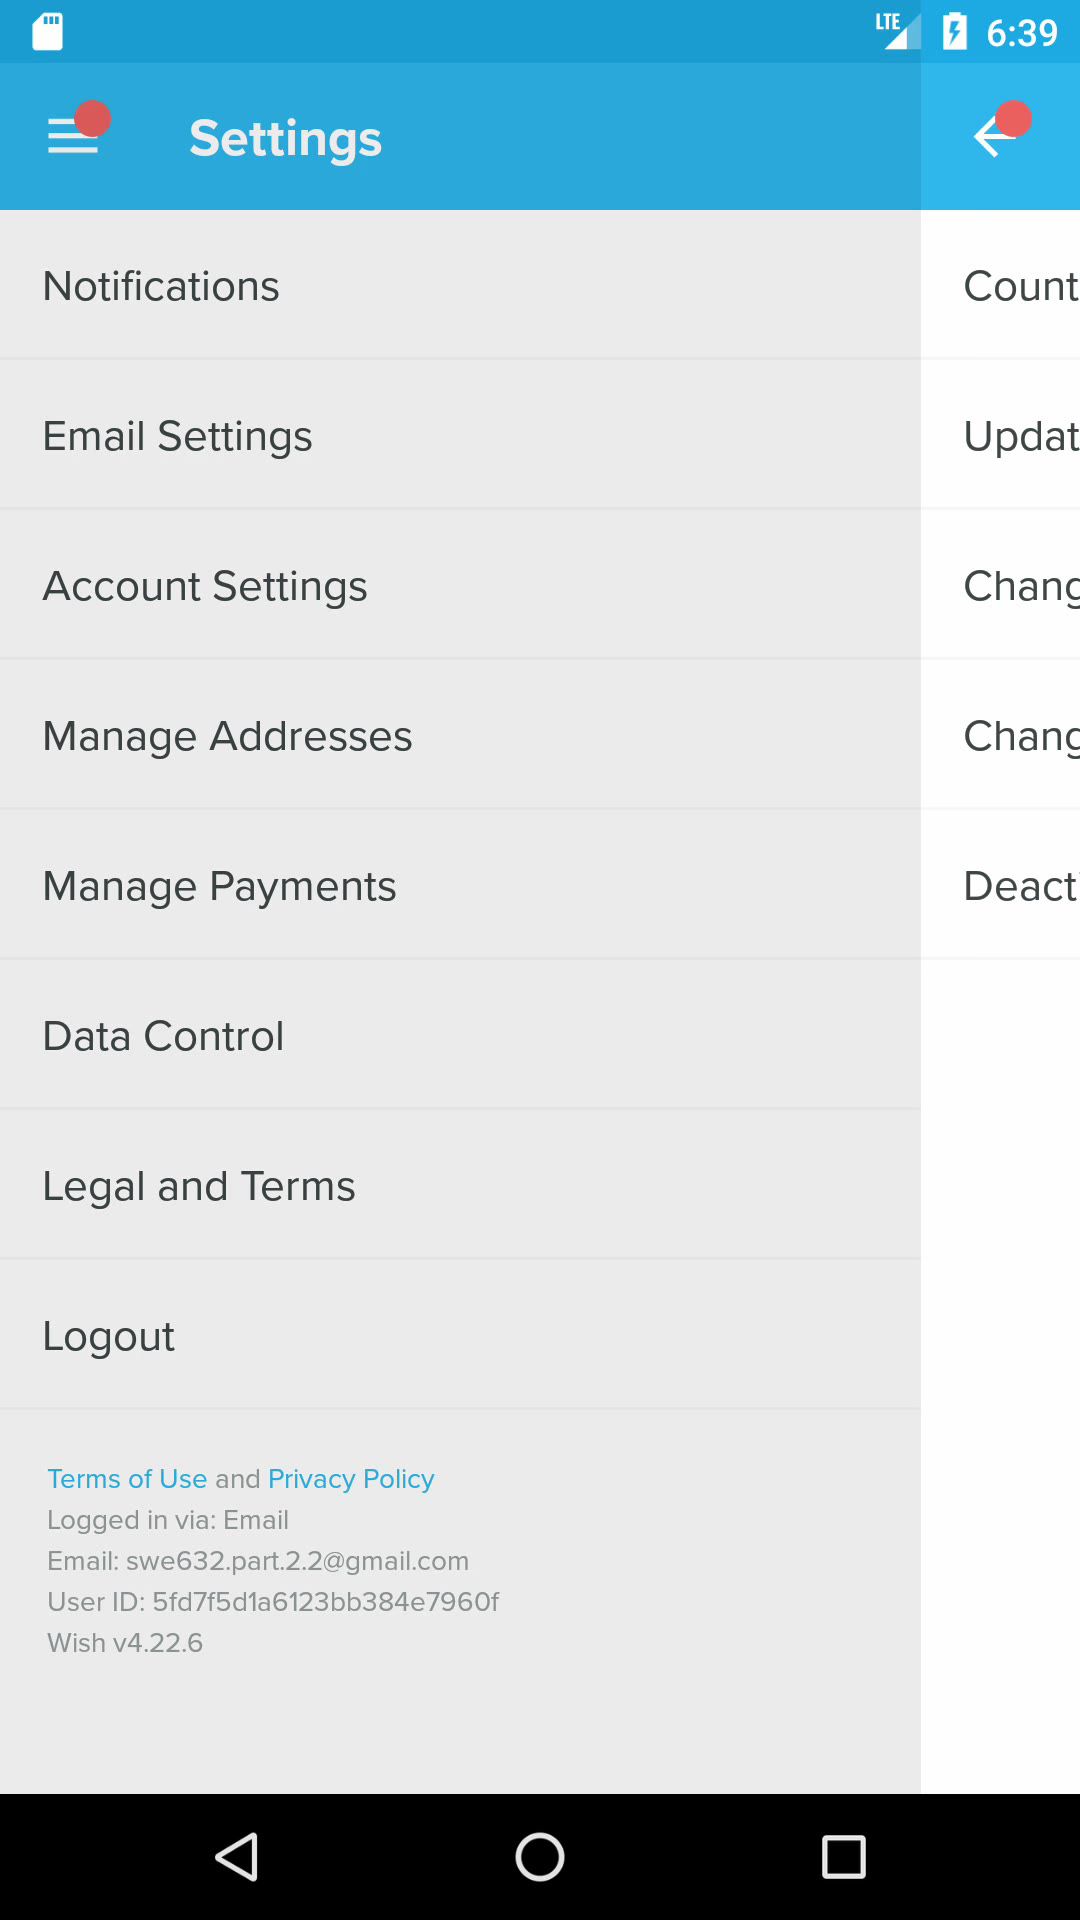 LTE 6:39
Settings
Notifications
Email Settings
Account Settings
Manage Addresses
Manage Payments
Data Control
Legal and Terms
Logout
Terms of Use and Privacy Policy
Logged in via: Email
Email: swe632.part.2.2@gmail.com
User ID: 5fd7f5d1a6123bb384e7960f
Wish v4.22.6
Count
Updat
Chang
Chang
Deacti